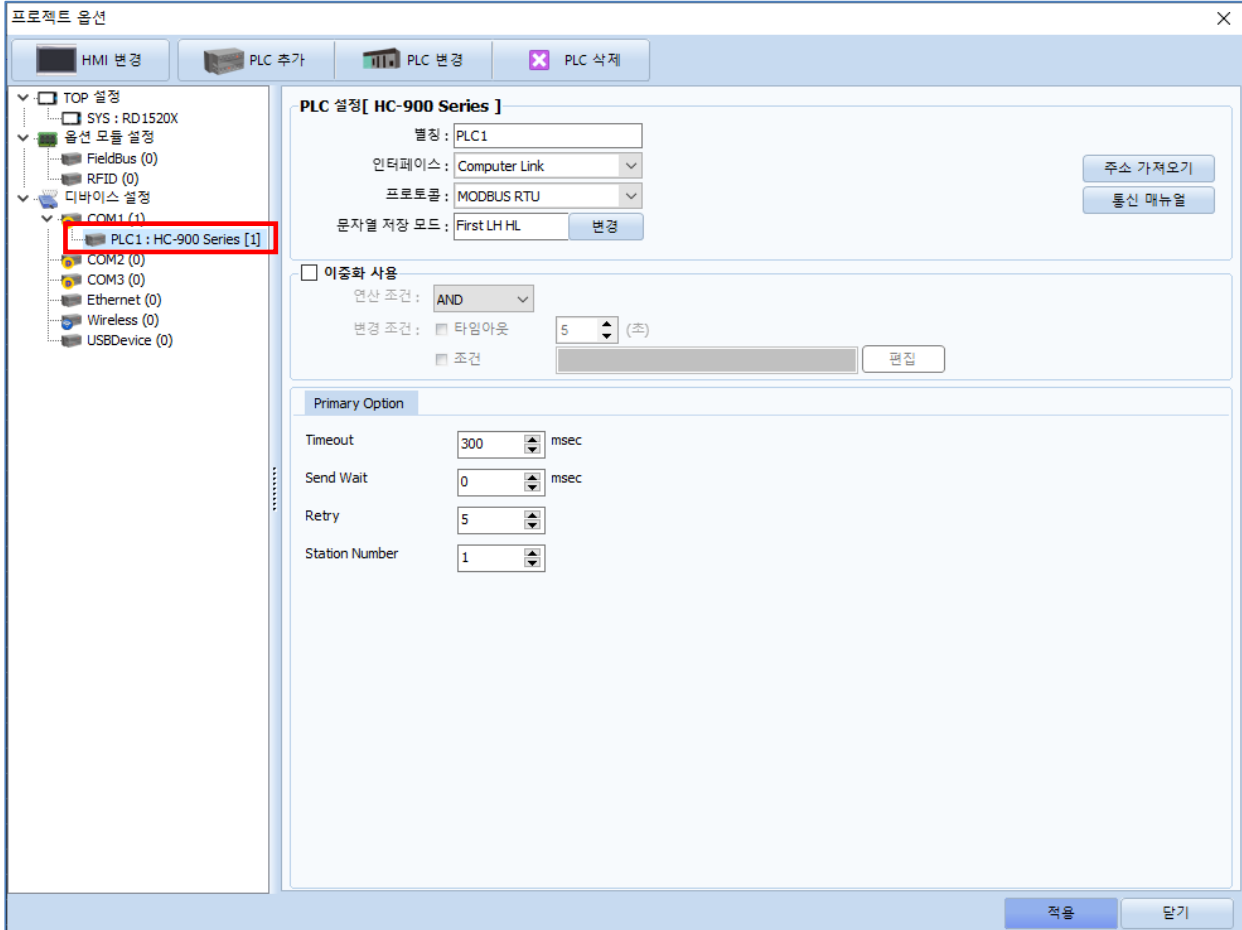 프로젝트 옵션
HMI 변경 PLC 추가 PLC 변경 PLC 삭제
TOP 설정
SYS : RD1520X
옵션 모듈 설정
FieldBus (0)
RFID (0)
디바이스 설정
COM1 (1)
PLC1 : HC-900 Series [1]
COM2 (0)
COM3 (0)
Ethernet (0)
Wireless (0)
USBDevice (0)
PLC 설정[ HC-900 Series ]
별칭 : PLC1
인터페이스 : Computer Link
주소 가져오기
프로토콜 : MODBUS RTU
통신 매뉴얼
문자열 저장 모드 : First LH HL 변경
이중화 사용
연산 조건 : AND
변경 조건 : 타임아웃 5 (초)
조건 편집
Primary Option
Timeout 300 msec
Send Wait 0 msec
Retry 5
Station Number 1
적용 닫기